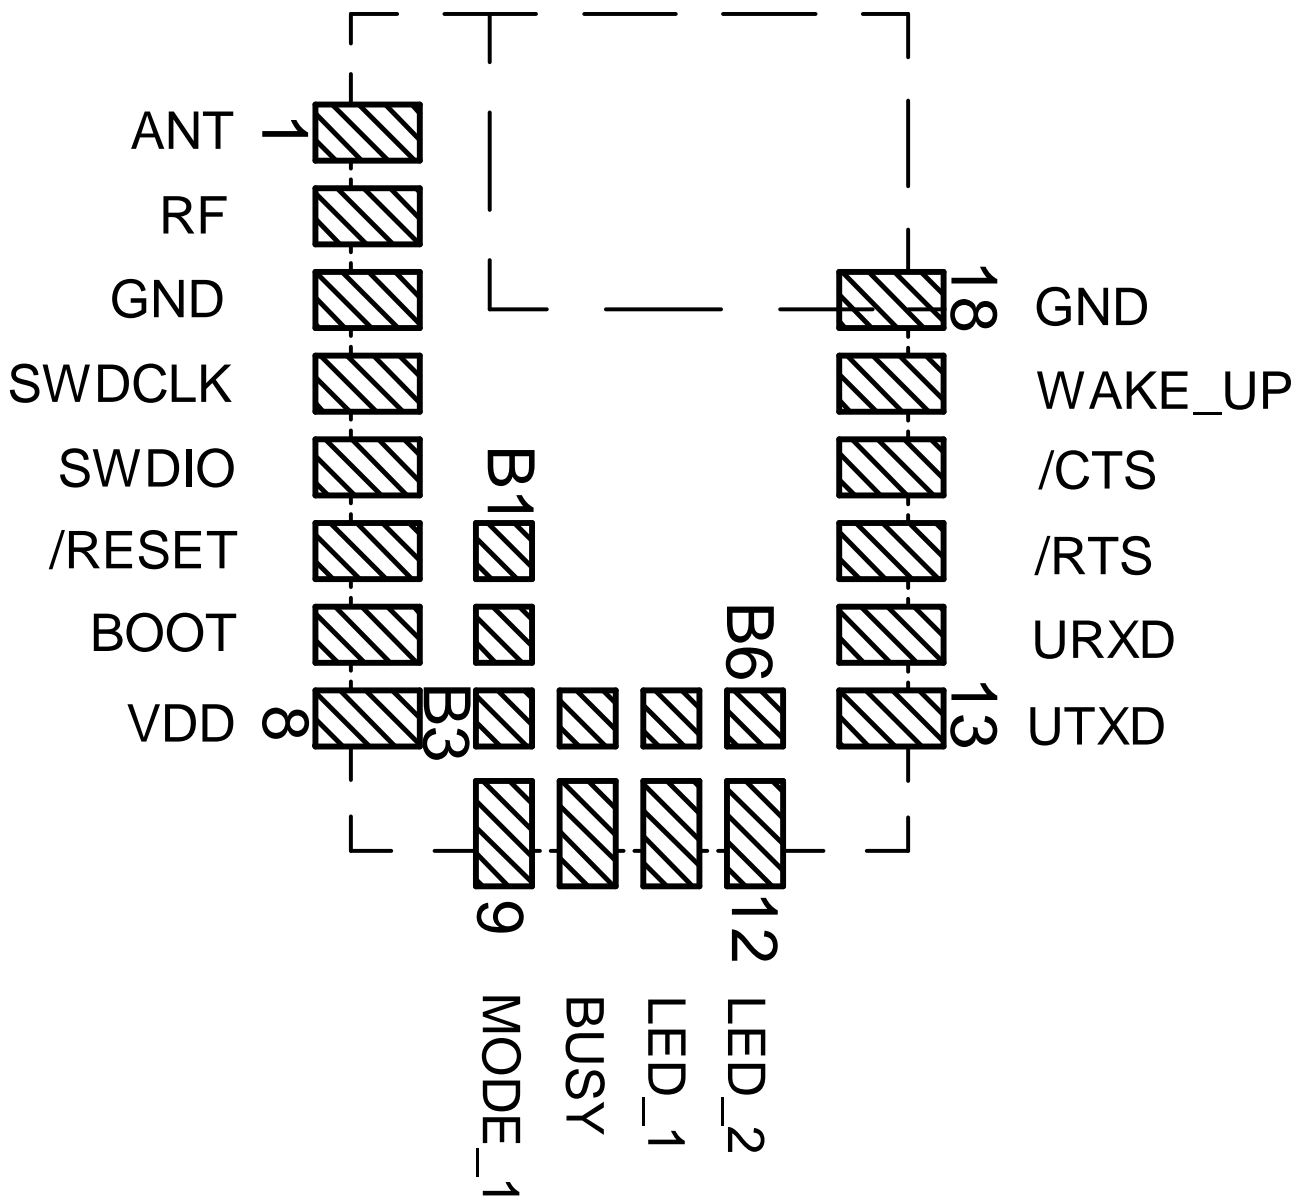 ANT 1
RF
GND
18 GND
SWDCLK
WAKE_UP
SWDIO
B1
/CTS
/RESET
/RTS
BOOT
B6
URXD
VDD 8
B3
13 UTXD
9
12
MODE_1
BUSY
LED_1
LED_2